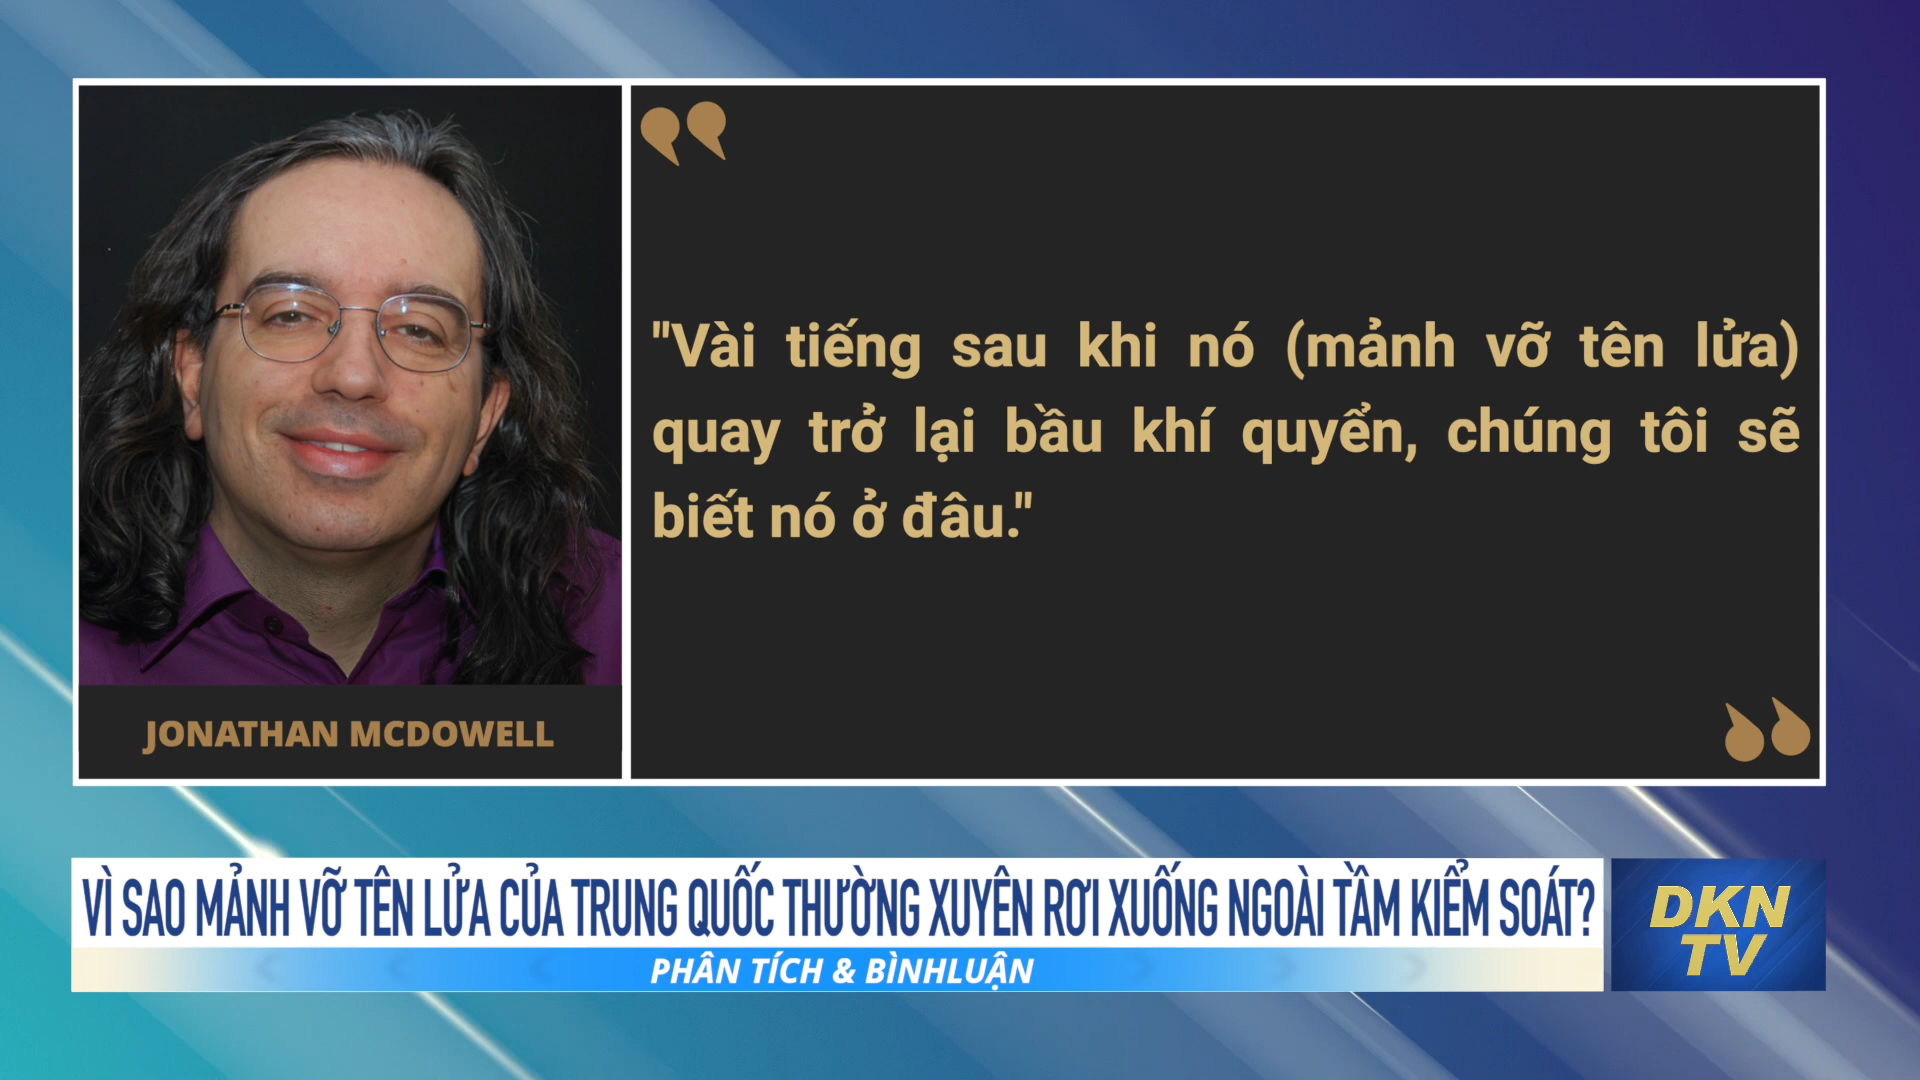 "Vài tiếng sau khi nó (mảnh vỡ tên lửa)
quay trở lại bầu khí quyển, chúng tôi sẽ
biết nó ở đâu."
JONATHAN MCDOWELL
VÌ SAO MẢNH VỠ TÊN LỬA CỦA TRUNG QUỐC THƯỜNG XUYÊN RƠI XUỐNG NGOÀI TẦM KIỂM SOÁT?
PHÂN TÍCH & BÌNHLUẬN
DKN
TV